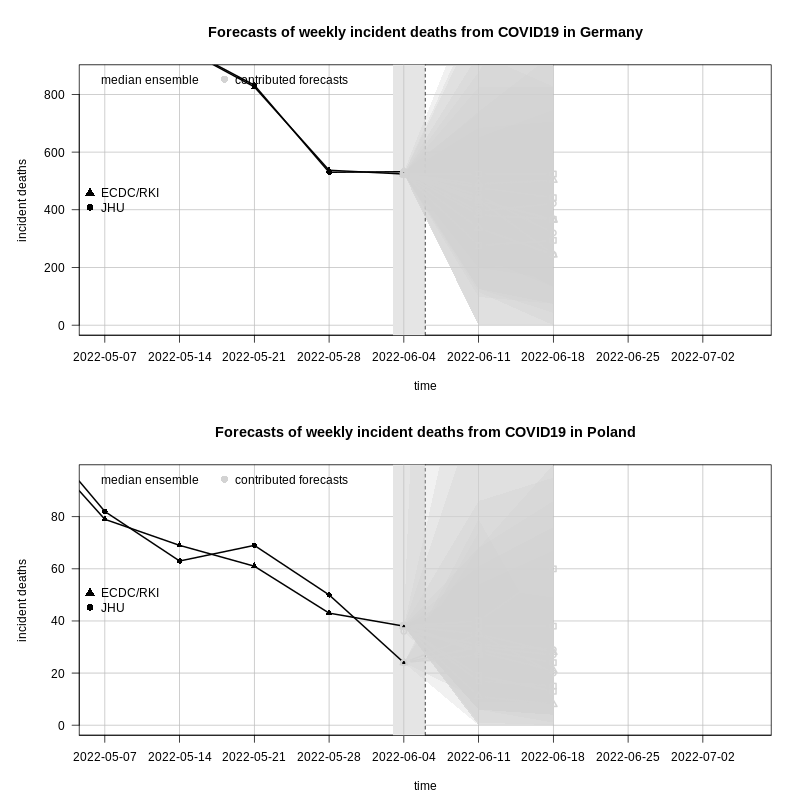 Forecasts of weekly incident deaths from COVID19 in Germany
median ensemble contributed forecasts
800
600
ECDC/RKI
JHU
400
200
0
incident deaths
2022-05-07 2022-05-14 2022-05-21 2022-05-28 2022-06-04 2022-06-11 2022-06-18 2022-06-25 2022-07-02
time
Forecasts of weekly incident deaths from COVID19 in Poland
median ensemble contributed forecasts
80
60
ECDC/RKI
JHU
40
20
0
incident deaths
2022-05-07 2022-05-14 2022-05-21 2022-05-28 2022-06-04 2022-06-11 2022-06-18 2022-06-25 2022-07-02
time